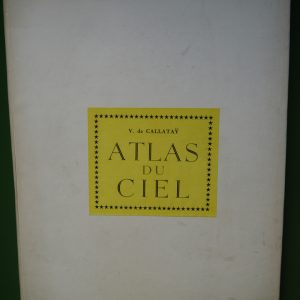 V. de CALLATAŸ
ATLAS
DU
CIEL